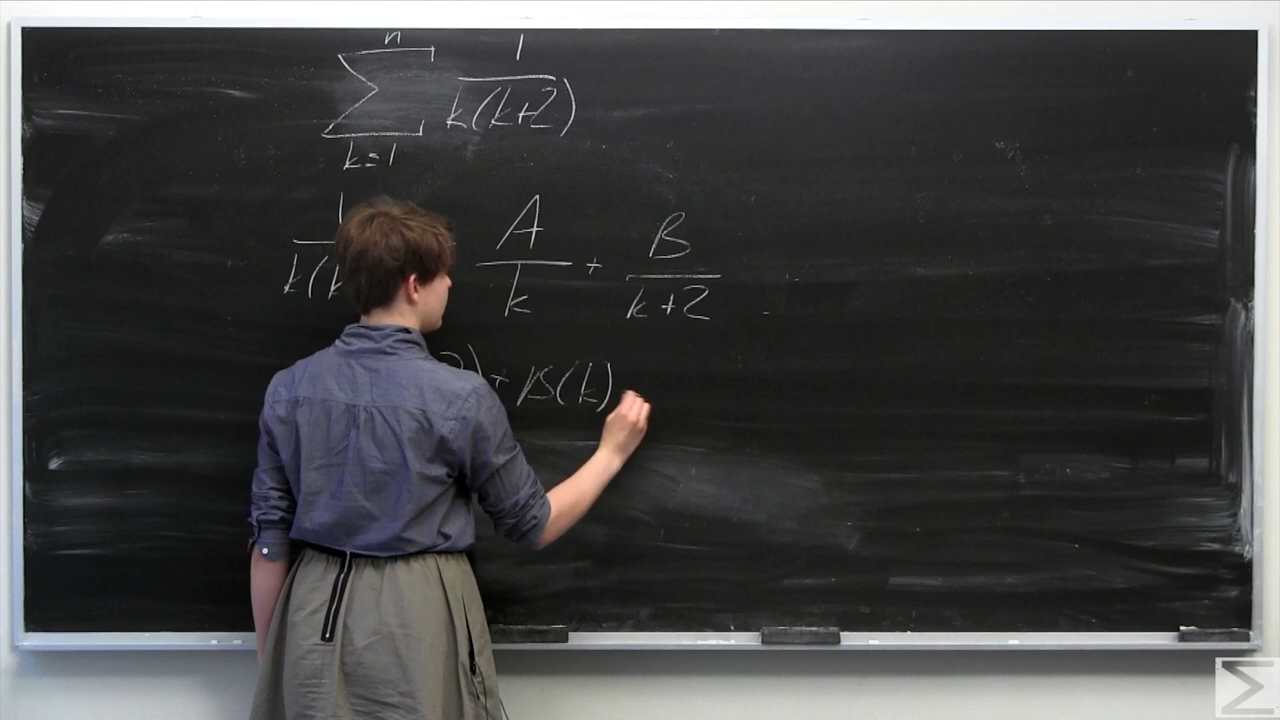 n
∑ 1/k(k+2)
k=1
1/k(k A/k + B/k+2
2) + B(k)